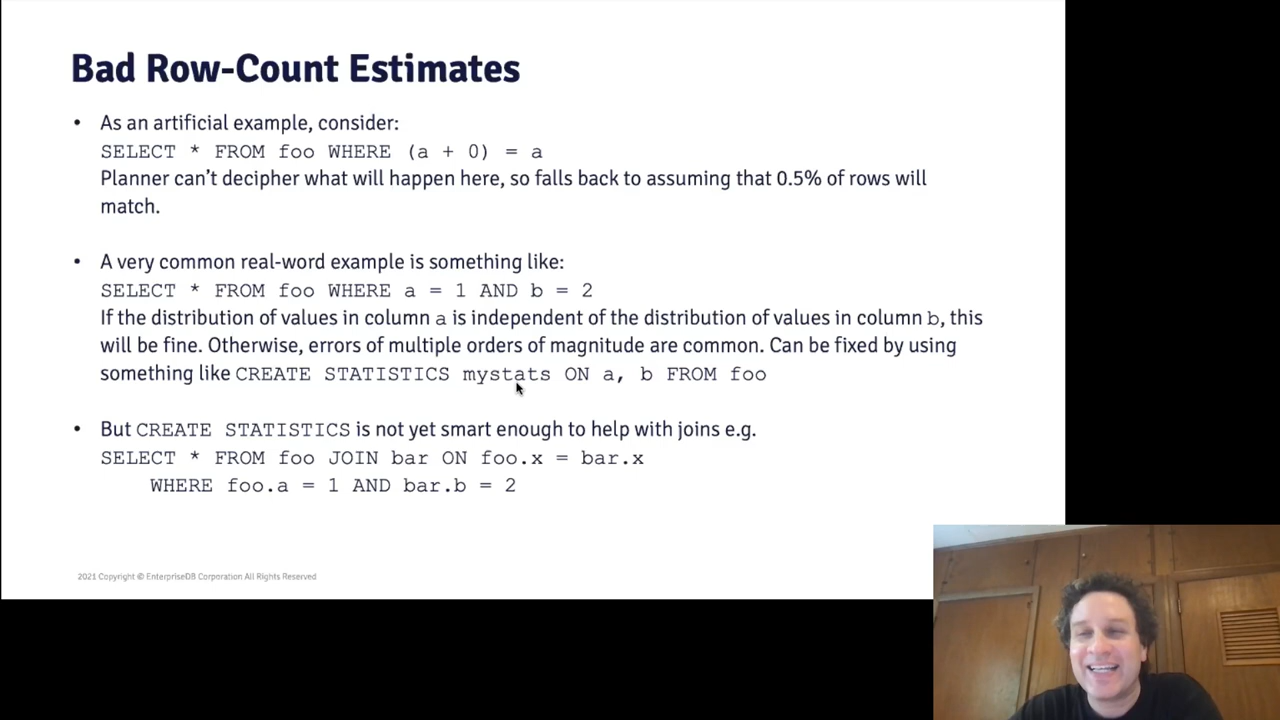 Bad Row-Count Estimates
• As an artificial example, consider:
SELECT * FROM foo WHERE (a + 0) = a
Planner can't decipher what will happen here, so falls back to assuming that 0.5% of rows will
match.
• A very common real-word example is something like:
SELECT * FROM foo WHERE a = 1 AND b = 2
If the distribution of values in column a is independent of the distribution of values in column b, this
will be fine. Otherwise, errors of multiple orders of magnitude are common. Can be fixed by using
something like CREATE STATISTICS mystats ON a, b FROM foo
• But CREATE STATISTICS is not yet smart enough to help with joins e.g.
SELECT * FROM foo JOIN bar ON foo.x = bar.x
WHERE foo.a = 1 AND bar.b = 2
2021 Copyright © EnterpriseDB Corporation All Rights Reserved